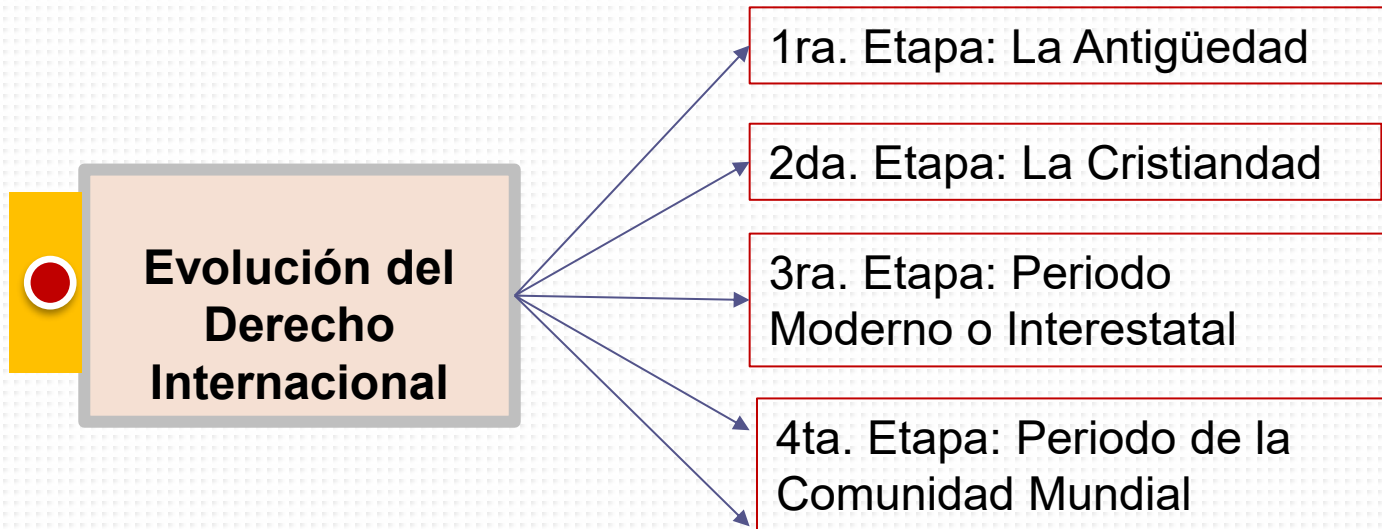 1ra. Etapa: La Antigüedad
2da. Etapa: La Cristiandad
Evolución del
Derecho
Internacional
3ra. Etapa: Periodo
Moderno o Interestatal
4ta. Etapa: Periodo de la
Comunidad Mundial